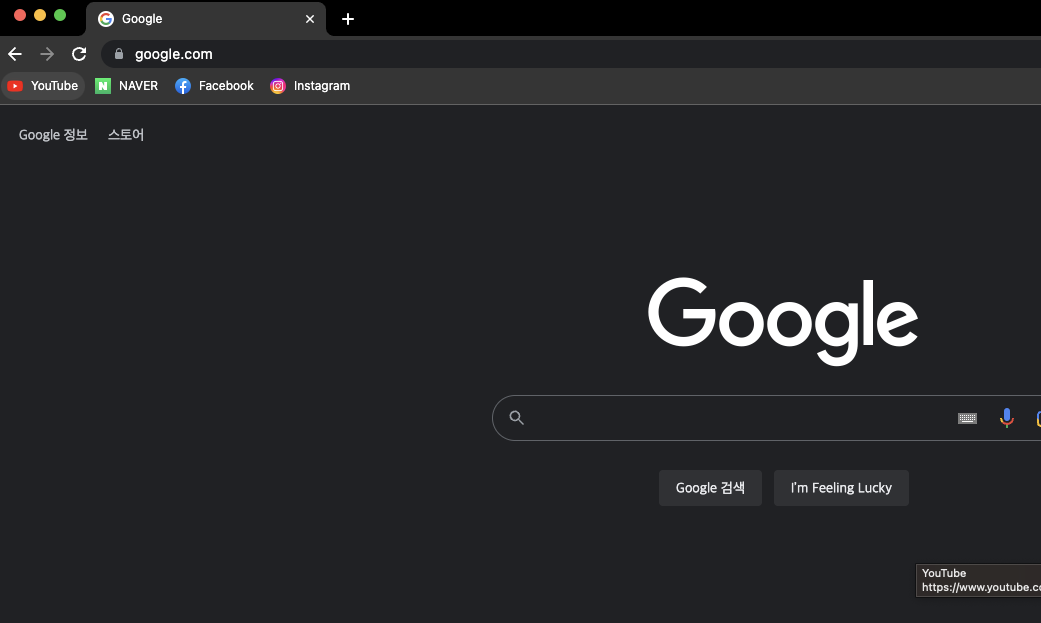 Google
google.com
YouTube NAVER Facebook Instagram
Google 정보 스토어
Google
Google 검색 I'm Feeling Lucky
YouTube
https://www.youtube.c